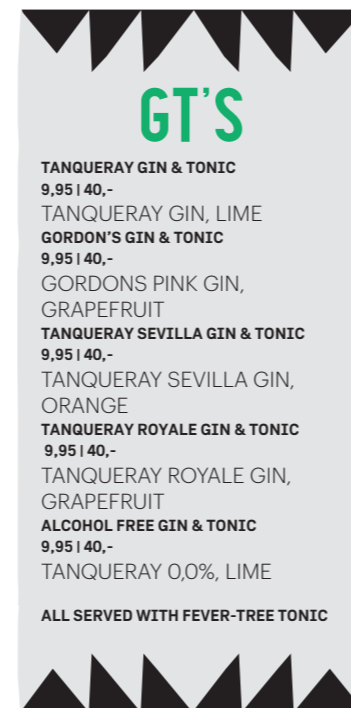 GT'S
TANQUERAY GIN & TONIC
9,95 | 40,-
TANQUERAY GIN, LIME
GORDON'S GIN & TONIC
9,95 | 40,-
GORDONS PINK GIN,
GRAPEFRUIT
TANQUERAY SEVILLA GIN & TONIC
9,95 | 40,-
TANQUERAY SEVILLA GIN,
ORANGE
TANQUERAY ROYALE GIN & TONIC
9,95 | 40,-
TANQUERAY ROYALE GIN,
GRAPEFRUIT
ALCOHOL FREE GIN & TONIC
9,95 | 40,-
TANQUERAY 0,0%, LIME
ALL SERVED WITH FEVER-TREE TONIC